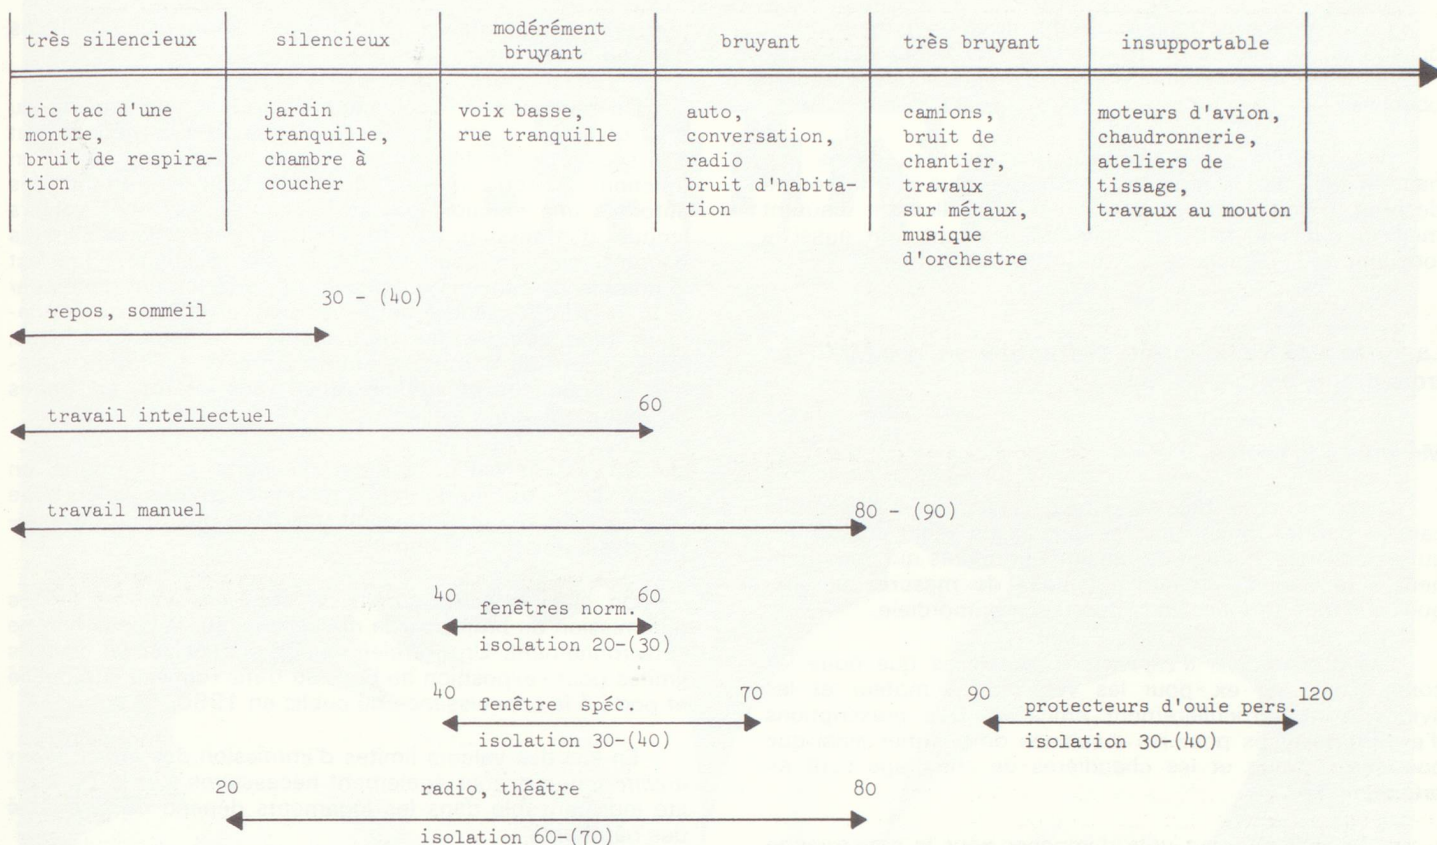 très silencieux
silencieux
modérément
bruyant
bruyant
très bruyant
insupportable
tic tac d'une
montre,
bruit de respira-
tion
jardin
tranquille,
chambre à
coucher
voix basse,
rue tranquille
auto,
conversation,
radio
bruit d'habita-
tion
camions,
bruit de
chantier,
travaux
sur métaux,
musique
d'orchestre
moteurs d'avion,
chaudronnerie,
ateliers de
tissage,
travaux au mouton
repos, sommeil
30 - (40)
travail intellectuel
60
travail manuel
80 - (90)
40 fenêtres norm. 60
isolation 20-(30)
40 fenêtre spéc. 70
isolation 30-(40)
90 protecteurs d'ouie pers. 120
isolation 30-(40)
20 radio, théâtre 80
isolation 60-(70)